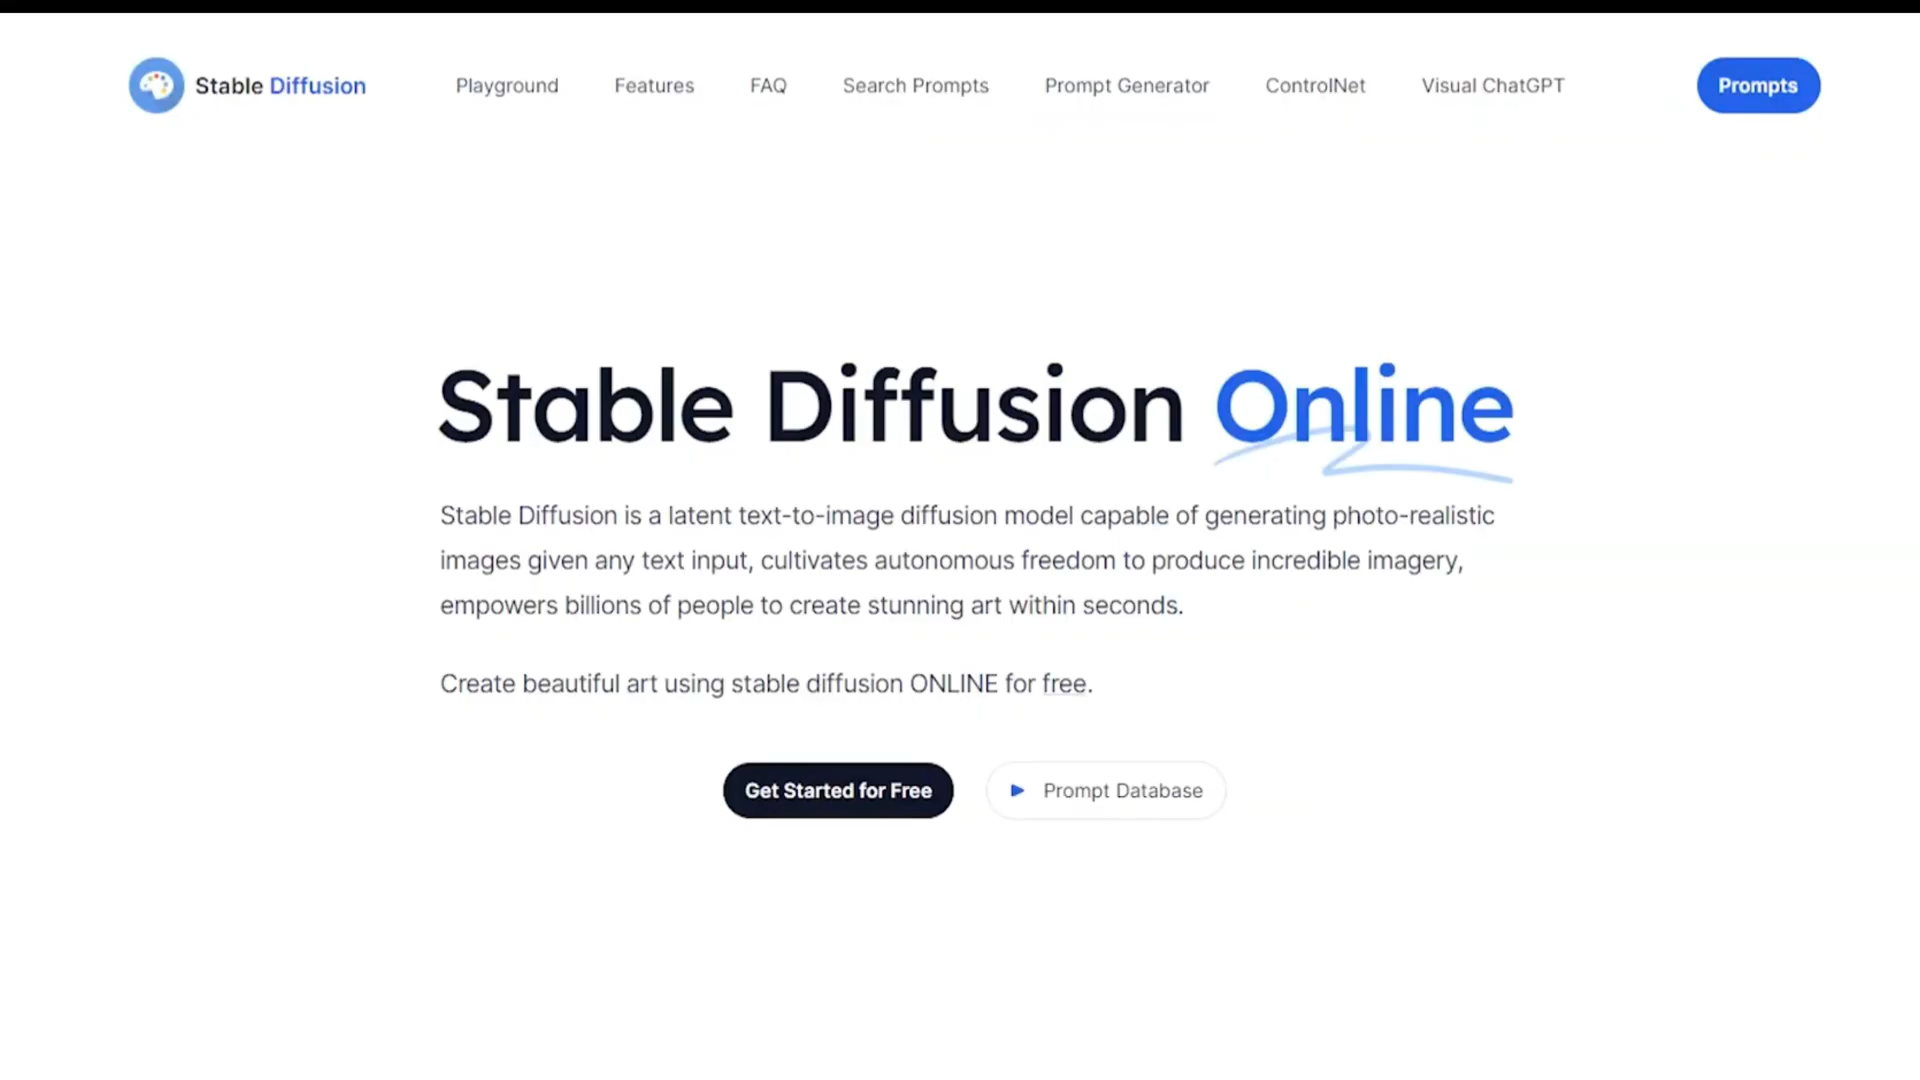 Stable Diffusion
Playground
Features
FAQ
Search Prompts
Prompt Generator
ControlNet
Visual ChatGPT
Prompts
Stable Diffusion Online
Stable Diffusion is a latent text-to-image diffusion model capable of generating photo-realistic
images given any text input, cultivates autonomous freedom to produce incredible imagery,
empowers billions of people to create stunning art within seconds.
Create beautiful art using stable diffusion ONLINE for free.
Get Started for Free
Prompt Database